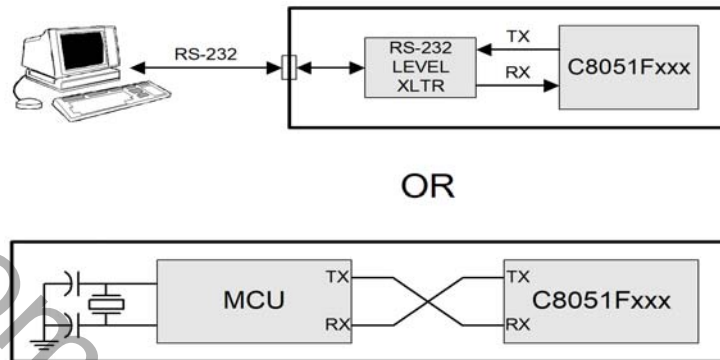 RS-232
RS-232
LEVEL
XLTR
TX
RX
C8051Fxxx
OR
MCU
TX
RX
TX
RX
C8051Fxxx